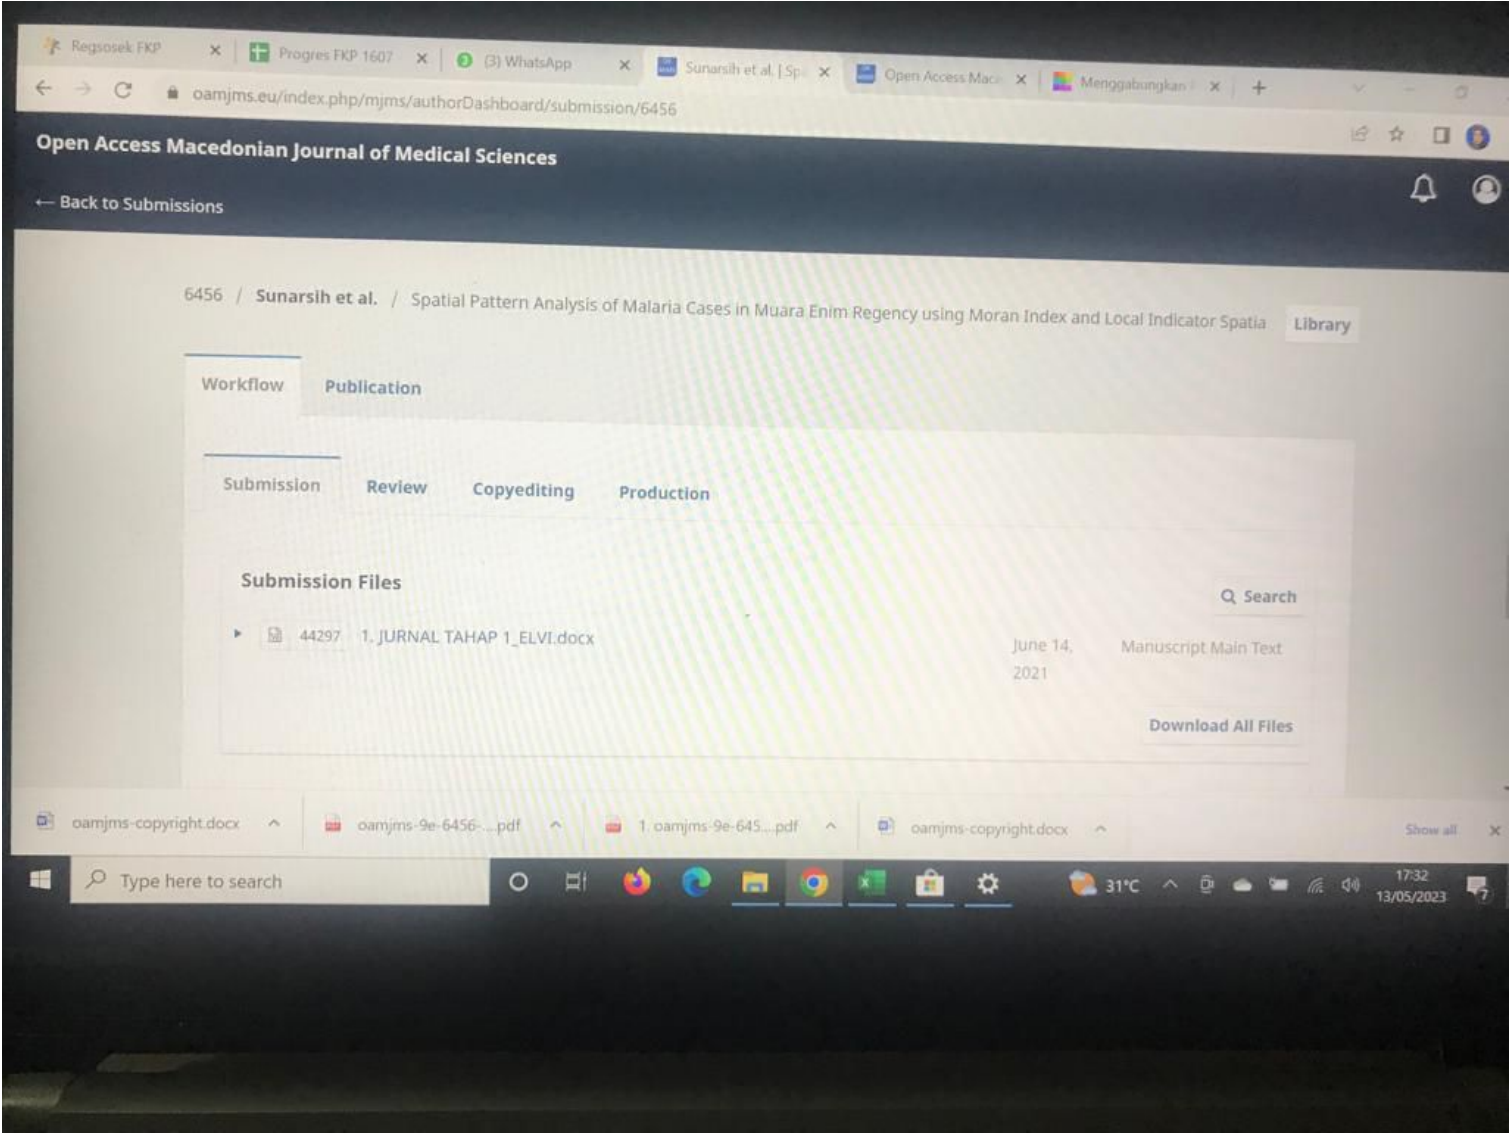 Regsosek FKP
Progres FKP 1607
(3) WhatsApp
Sunarsih et al. | Sp
Open Access Mace
Menggabungkan
oamjms.eu/index.php/mjms/authorDashboard/submission/6456
Open Access Macedonian Journal of Medical Sciences
← Back to Submissions
6456 / Sunarsih et al. / Spatial Pattern Analysis of Malaria Cases in Muara Enim Regency using Moran Index and Local Indicator Spatia
Library
Workflow Publication
Submission Review Copyediting Production
Submission Files
Search
44297 1. JURNAL TAHAP 1_ELVI.docx
June 14,
2021
Manuscript Main Text
Download All Files
oamjms-copyright.docx
oamjms-9e-6456-....pdf
1. oamjms-9e-645....pdf
oamjms-copyright.docx
Show all
Type here to search
31°C
17:32
13/05/2023
7